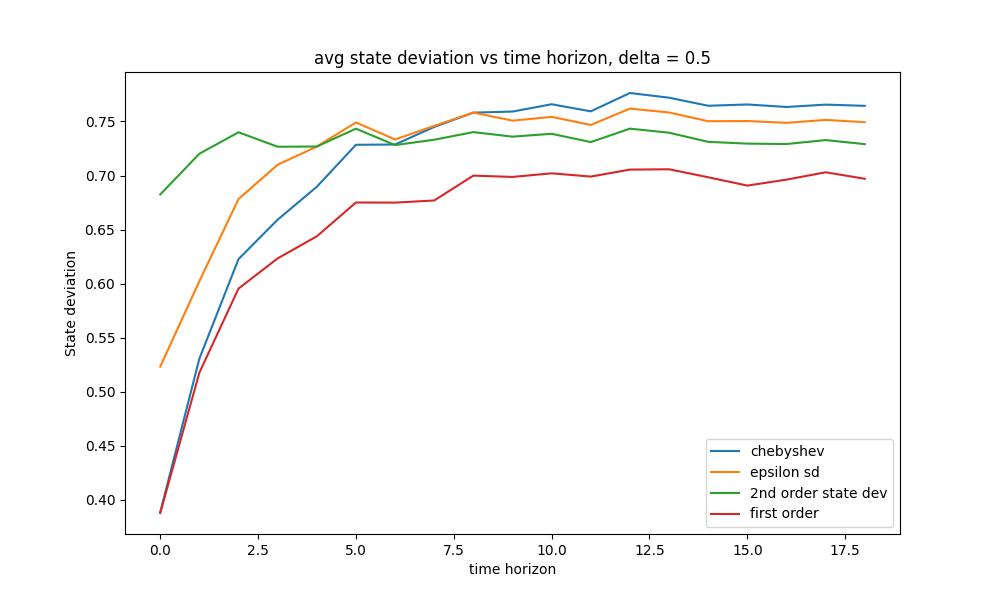 avg state deviation vs time horizon, delta = 0.5
State deviation
0.75
0.70
0.65
0.60
0.55
0.50
0.45
0.40
0.0
2.5
5.0
7.5
10.0
12.5
15.0
17.5
time horizon
chebyshev
epsilon sd
2nd order state dev
first order